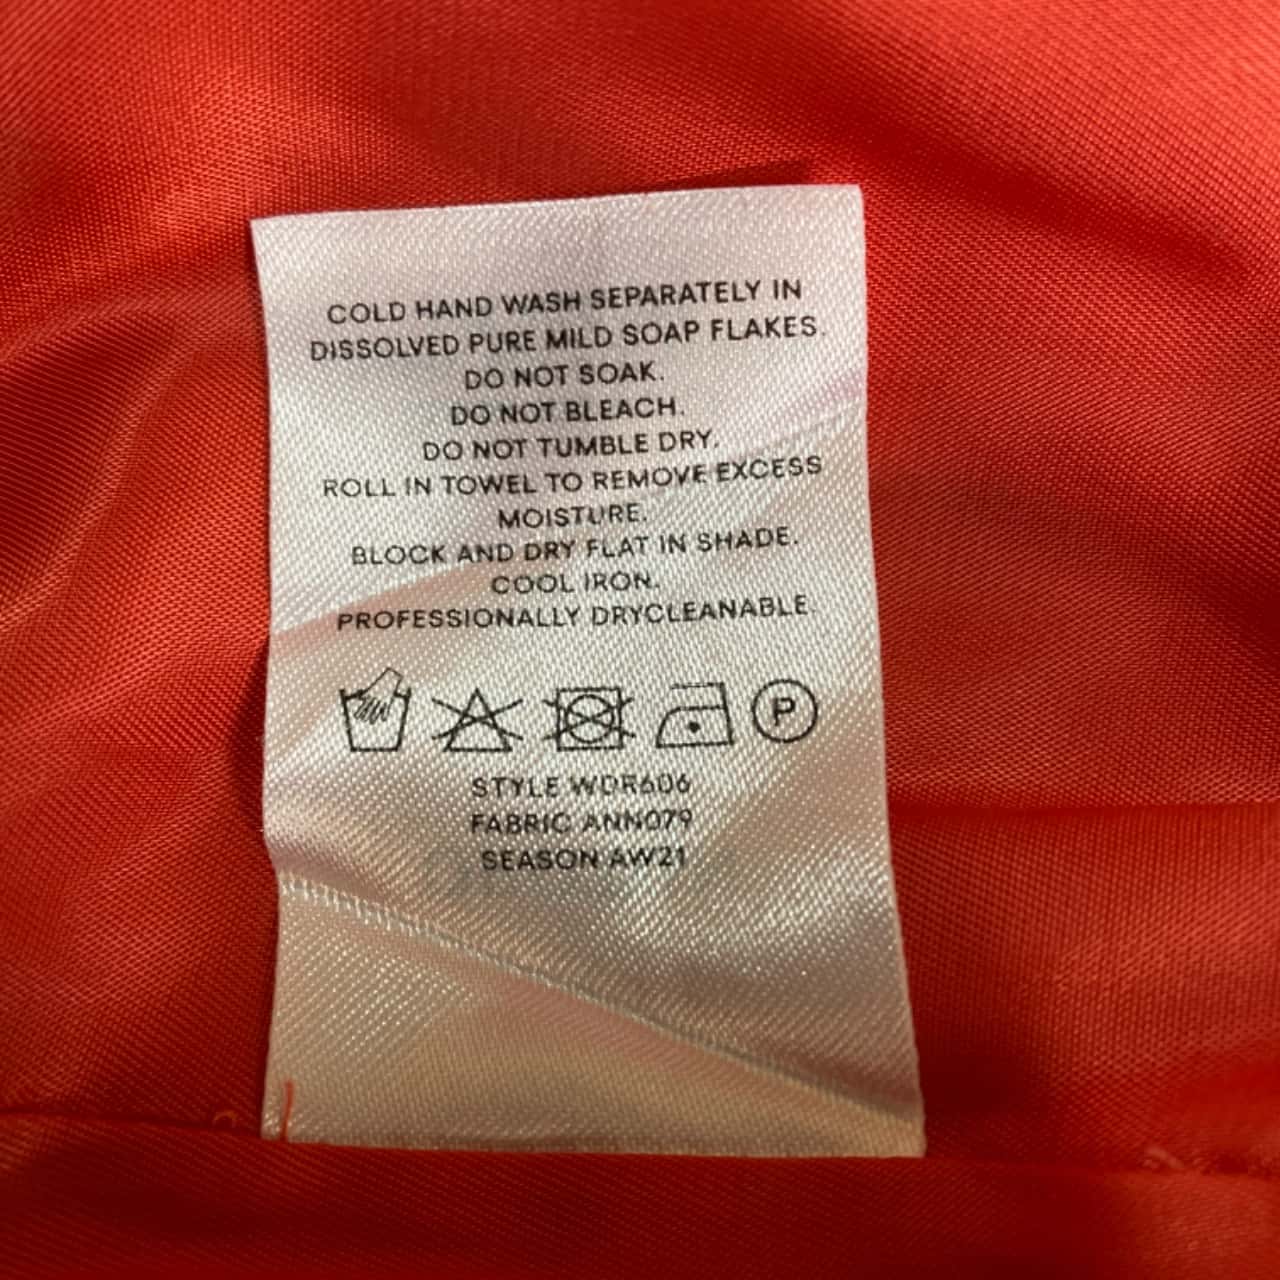 COLD HAND WASH SEPARATELY IN
DISSOLVED PURE MILD SOAP FLAKES.
DO NOT SOAK.
DO NOT BLEACH.
DO NOT TUMBLE DRY.
ROLL IN TOWEL TO REMOVE EXCESS
MOISTURE.
BLOCK AND DRY FLAT IN SHADE.
COOL IRON.
PROFESSIONALLY DRYCLEANABLE.
P
STYLE WDR606
FABRIC ANN079
SEASON AW21